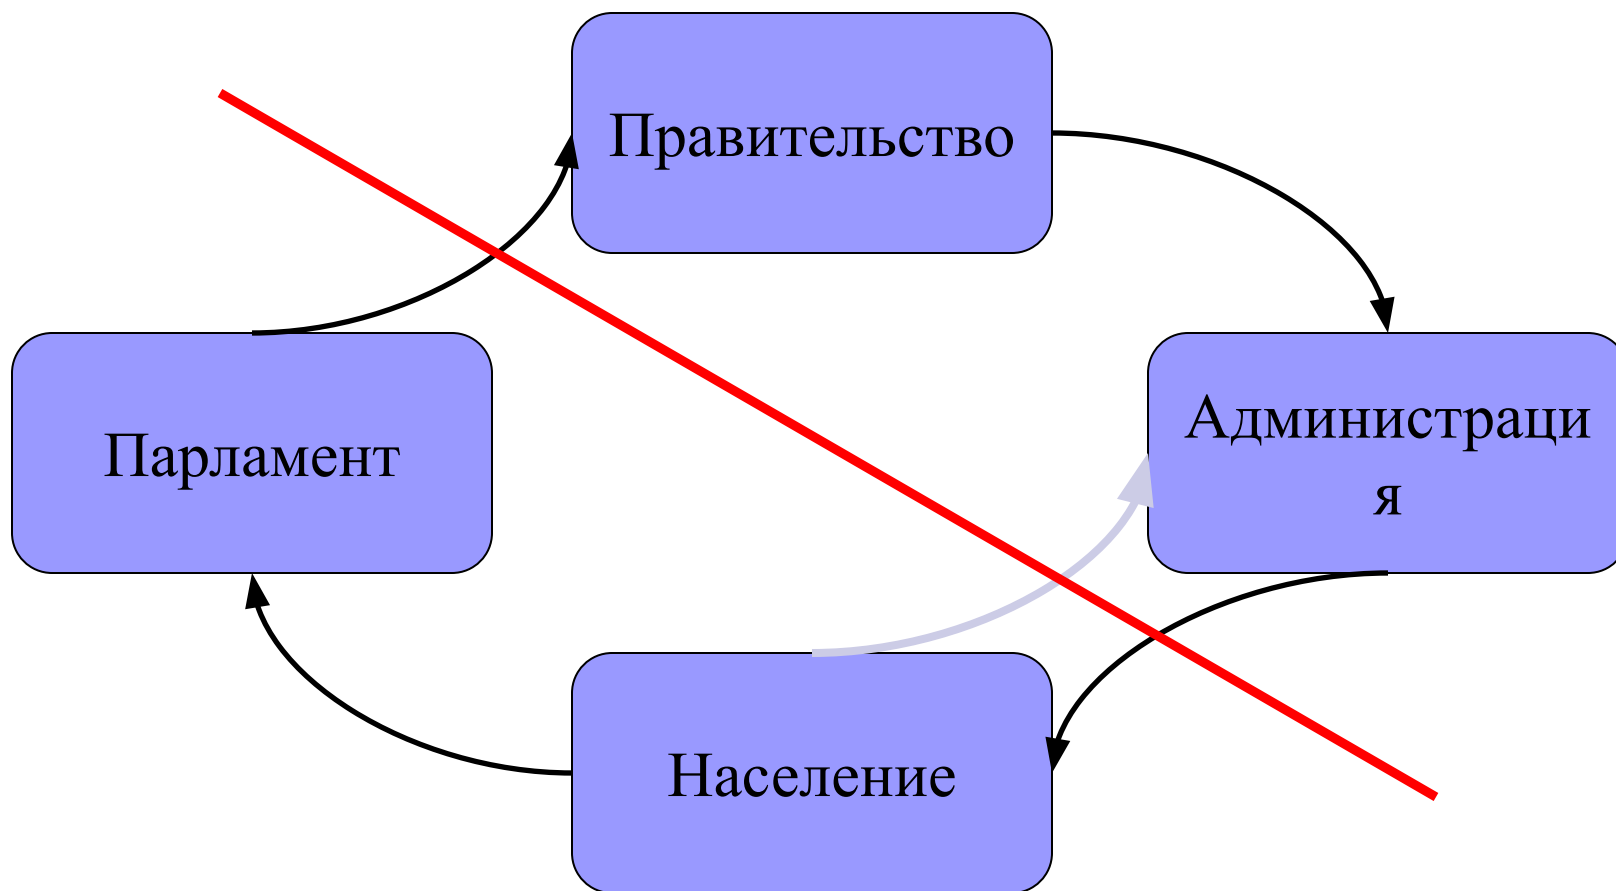 Правительство
Парламент
Администраци
я
Население